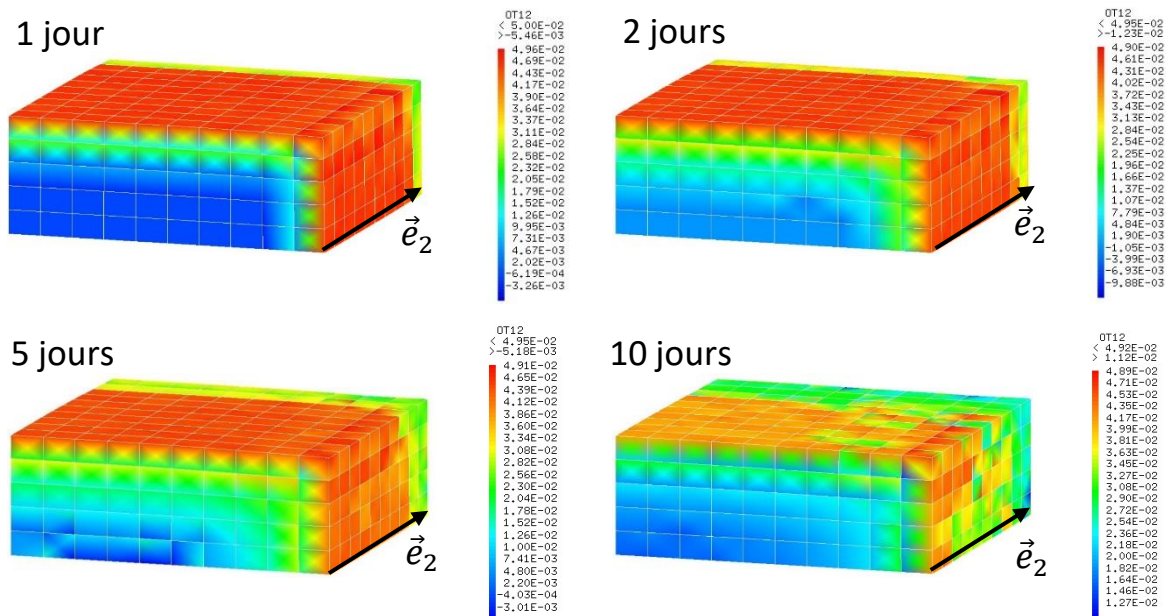 1 jour
OT12
< 5.00E-02
>-5.46E-03
4.96E-02
4.69E-02
4.43E-02
4.17E-02
3.90E-02
3.64E-02
3.37E-02
3.11E-02
2.84E-02
2.58E-02
2.32E-02
2.05E-02
1.79E-02
1.52E-02
1.26E-02
9.95E-03
7.31E-03
4.67E-03
2.02E-03
-6.19E-04
-3.26E-03
e⃗2
2 jours
OT12
< 4.95E-02
>-1.23E-02
4.90E-02
4.61E-02
4.31E-02
4.02E-02
3.72E-02
3.43E-02
3.13E-02
2.84E-02
2.54E-02
2.25E-02
1.96E-02
1.66E-02
1.37E-02
1.07E-02
7.79E-03
4.84E-03
1.90E-03
-1.05E-03
-3.99E-03
-6.93E-03
-9.88E-03
e⃗2
5 jours
OT12
< 4.95E-02
>-5.18E-03
4.91E-02
4.65E-02
4.39E-02
4.12E-02
3.86E-02
3.60E-02
3.34E-02
3.08E-02
2.82E-02
2.56E-02
2.30E-02
2.04E-02
1.78E-02
1.52E-02
1.26E-02
1.00E-02
7.41E-03
4.80E-03
2.20E-03
-4.03E-04
-3.01E-03
e⃗2
10 jours
OT12
< 4.92E-02
> 1.12E-02
4.89E-02
4.71E-02
4.53E-02
4.35E-02
4.17E-02
3.99E-02
3.81E-02
3.63E-02
3.45E-02
3.27E-02
3.08E-02
2.90E-02
2.72E-02
2.54E-02
2.36E-02
2.18E-02
2.00E-02
1.82E-02
1.64E-02
1.46E-02
1.27E-02
e⃗2